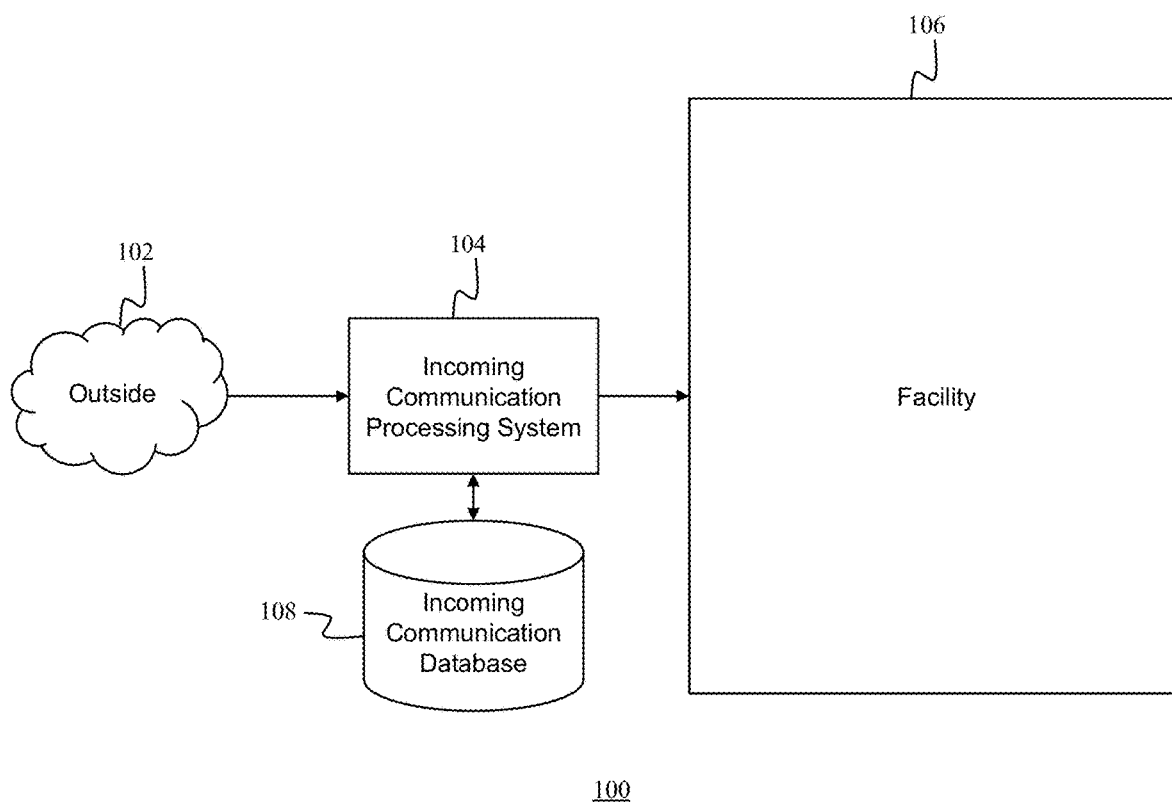 106
102
104
Outside
Incoming
Communication
Processing System
Facility
108
Incoming
Communication
Database
100